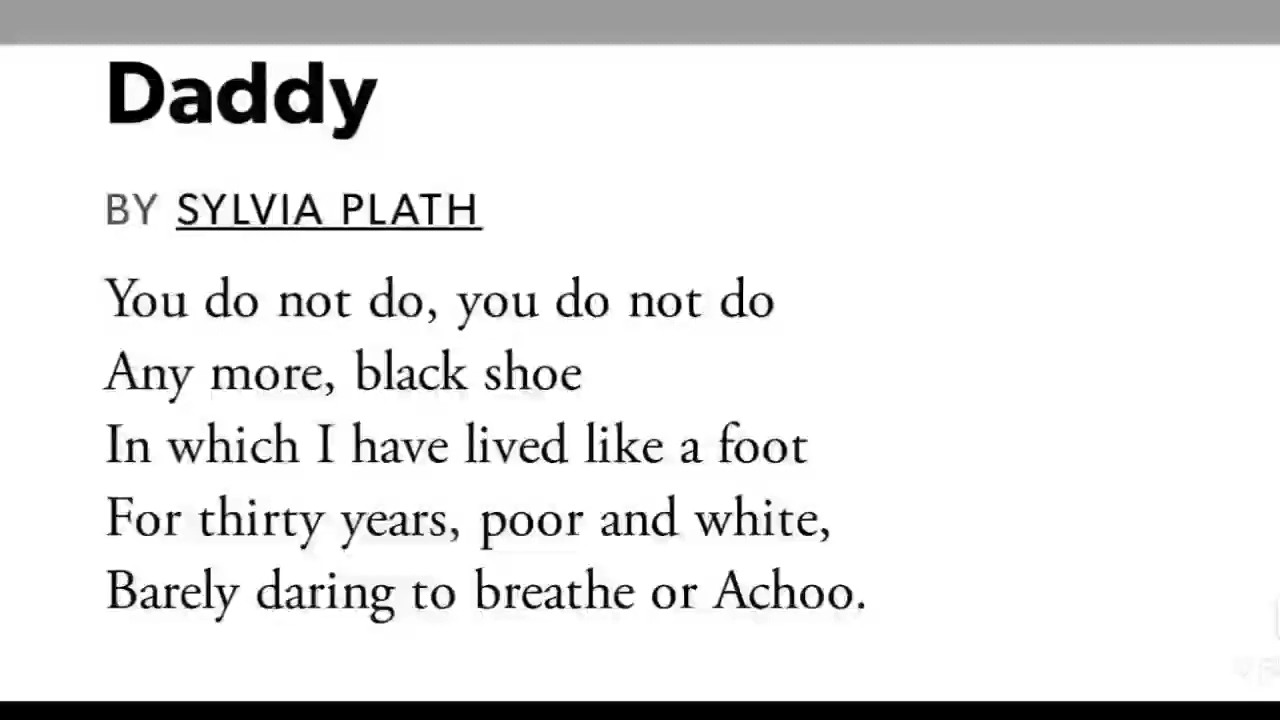 Daddy
BY SYLVIA PLATH
You do not do, you do not do
Any more, black shoe
In which I have lived like a foot
For thirty years, poor and white,
Barely daring to breathe or Achoo.